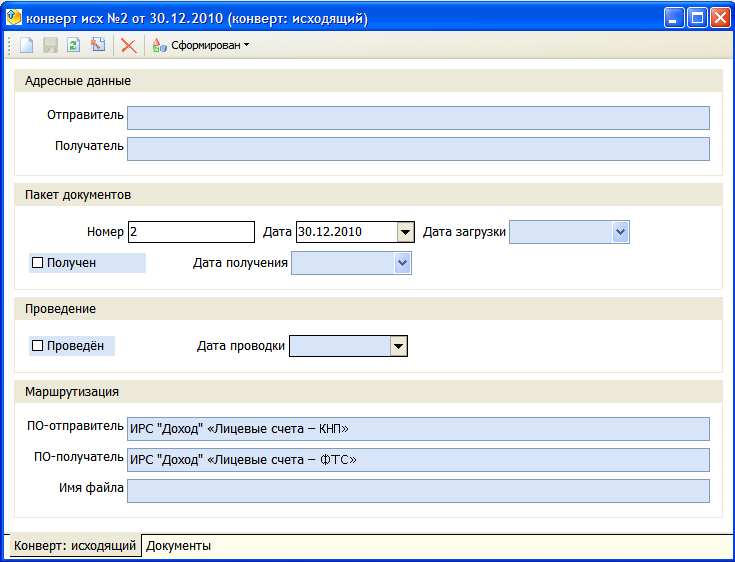 конверт исх №2 от 30.12.2010 (конверт: исходящий)
Сформирован
Адресные данные
Отправитель
Получатель
Пакет документов
Номер 2 Дата 30.12.2010 Дата загрузки
Получен Дата получения
Проведение
Проведён Дата проводки
Маршрутизация
ПО-отправитель ИРС "Доход" «Лицевые счета – КНП»
ПО-получатель ИРС "Доход" «Лицевые счета – ФТС»
Имя файла
Конверт: исходящий Документы